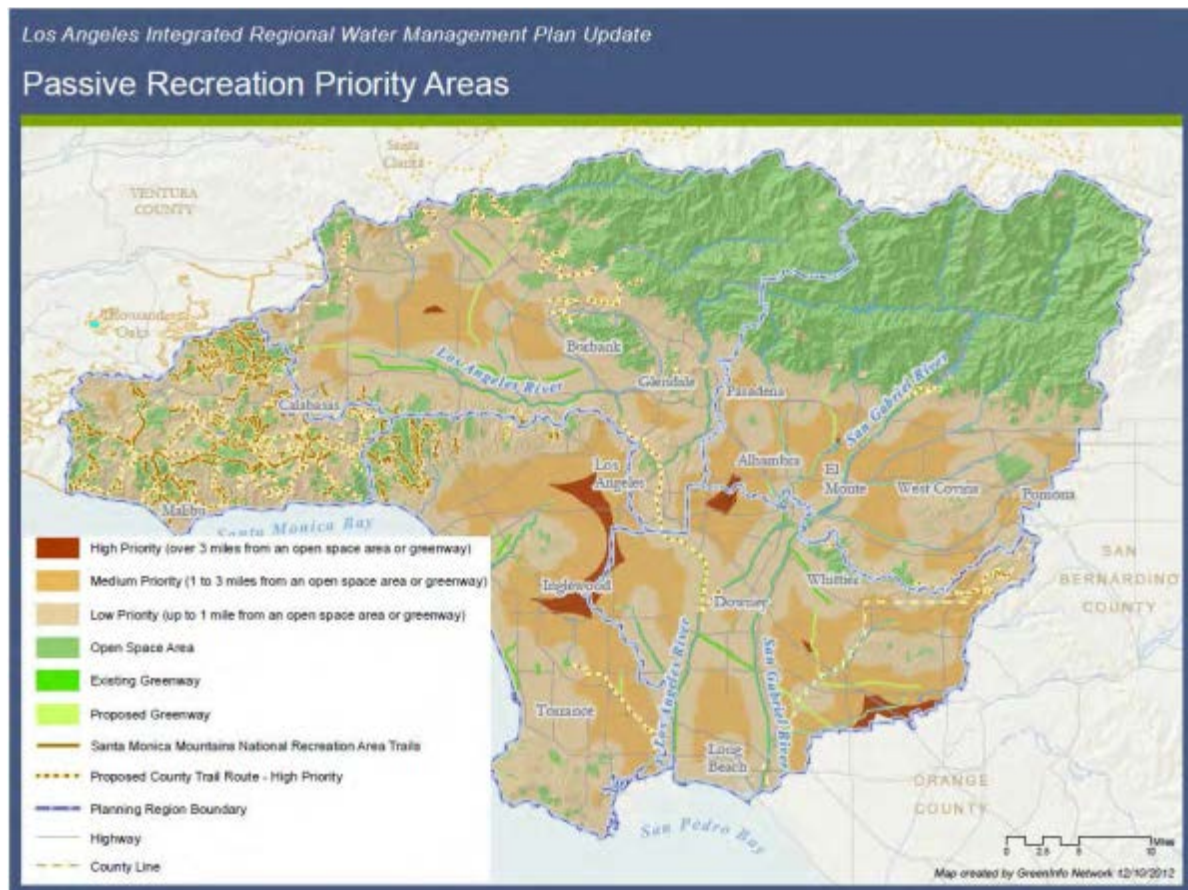 Los Angeles Integrated Regional Water Management Plan Update
Passive Recreation Priority Areas
Santa
Clarita
VENTURA
COUNTY
Thousand
Oaks
Burbank
Los Angeles River
Glendale
Pasadena
San Gabriel River
Calabasas
Los
Angeles
Alhambra
El
Monte
West Covina
Pomona
Malibu
Santa Monica Bay
SAN
BERNARDINO
COUNTY
Inglewood
Whittier
Downey
Los Angeles River
San Gabriel River
Torrance
Long
Beach
ORANGE
COUNTY
San Pedro Bay
High Priority (over 3 miles from an open space area or greenway)
Medium Priority (1 to 3 miles from an open space area or greenway)
Low Priority (up to 1 mile from an open space area or greenway)
Open Space Area
Existing Greenway
Proposed Greenway
Santa Monica Mountains National Recreation Area Trails
Proposed County Trail Route - High Priority
Planning Region Boundary
Highway
County Line
Miles
0 2.5 5 10
Map created by GreenInfo Network 12/10/2012